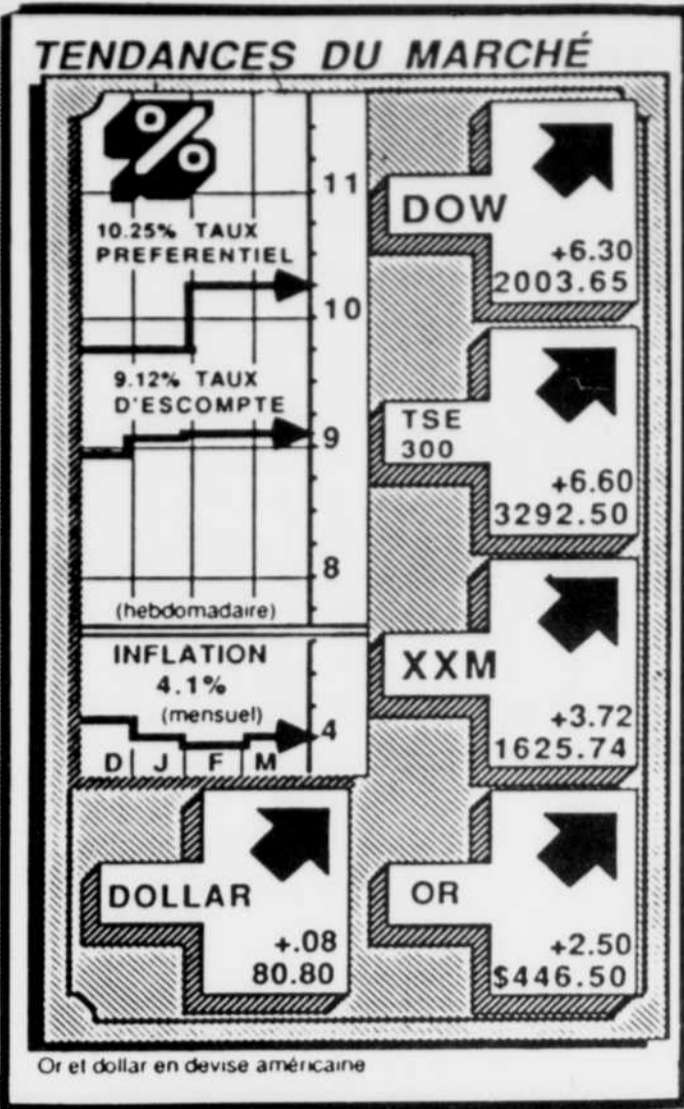 TENDANCES DU MARCHÉ
%
11
10.25% TAUX
PREFERENTIEL
10
9.12% TAUX
D'ESCOMPTE
9
8
(hebdomadaire)
INFLATION
4.1%
(mensuel)
4
D J F M
DOW
+6.30
2003.65
TSE
300
+6.60
3292.50
XXM
+3.72
1625.74
DOLLAR
+.08
80.80
OR
+2.50
$446.50
Or et dollar en devise américaine